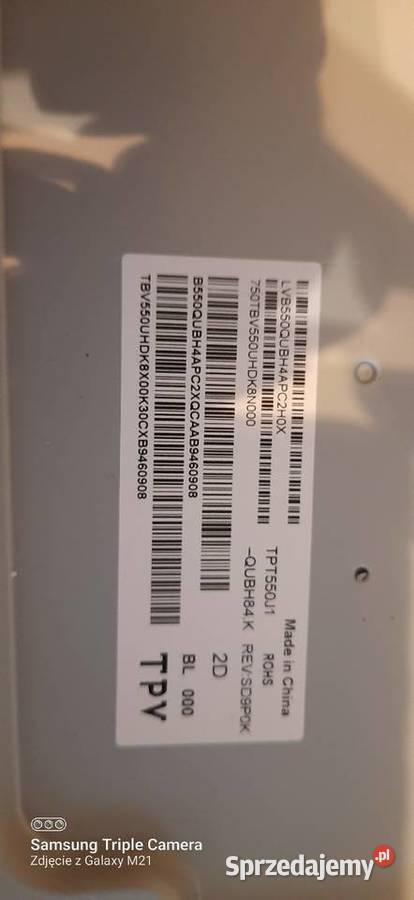 LVB550QUBH4APC2H0X
Made in China
750TBV550UHDK8N000
TPT550J1
ROHS
-QUBH84.K REV:SD9P0K
B550QUBH4APC2XQCAAB9460908
2D
TBV550UHDK8X00K30CXB9460908
BL 000
TPV
Samsung Triple Camera
Zdjęcie z Galaxy M21
Sprzedajemy.pl